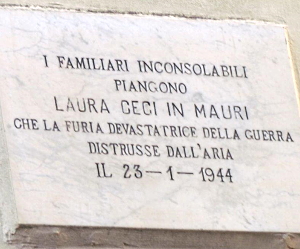 I FAMILIARI INCONSOLABILI
PIANGONO
LAURA CECI IN MAURI
CHE LA FURIA DEVASTATRICE DELLA GUERRA
DISTRUSSE DALL'ARIA
IL 23-1-1944